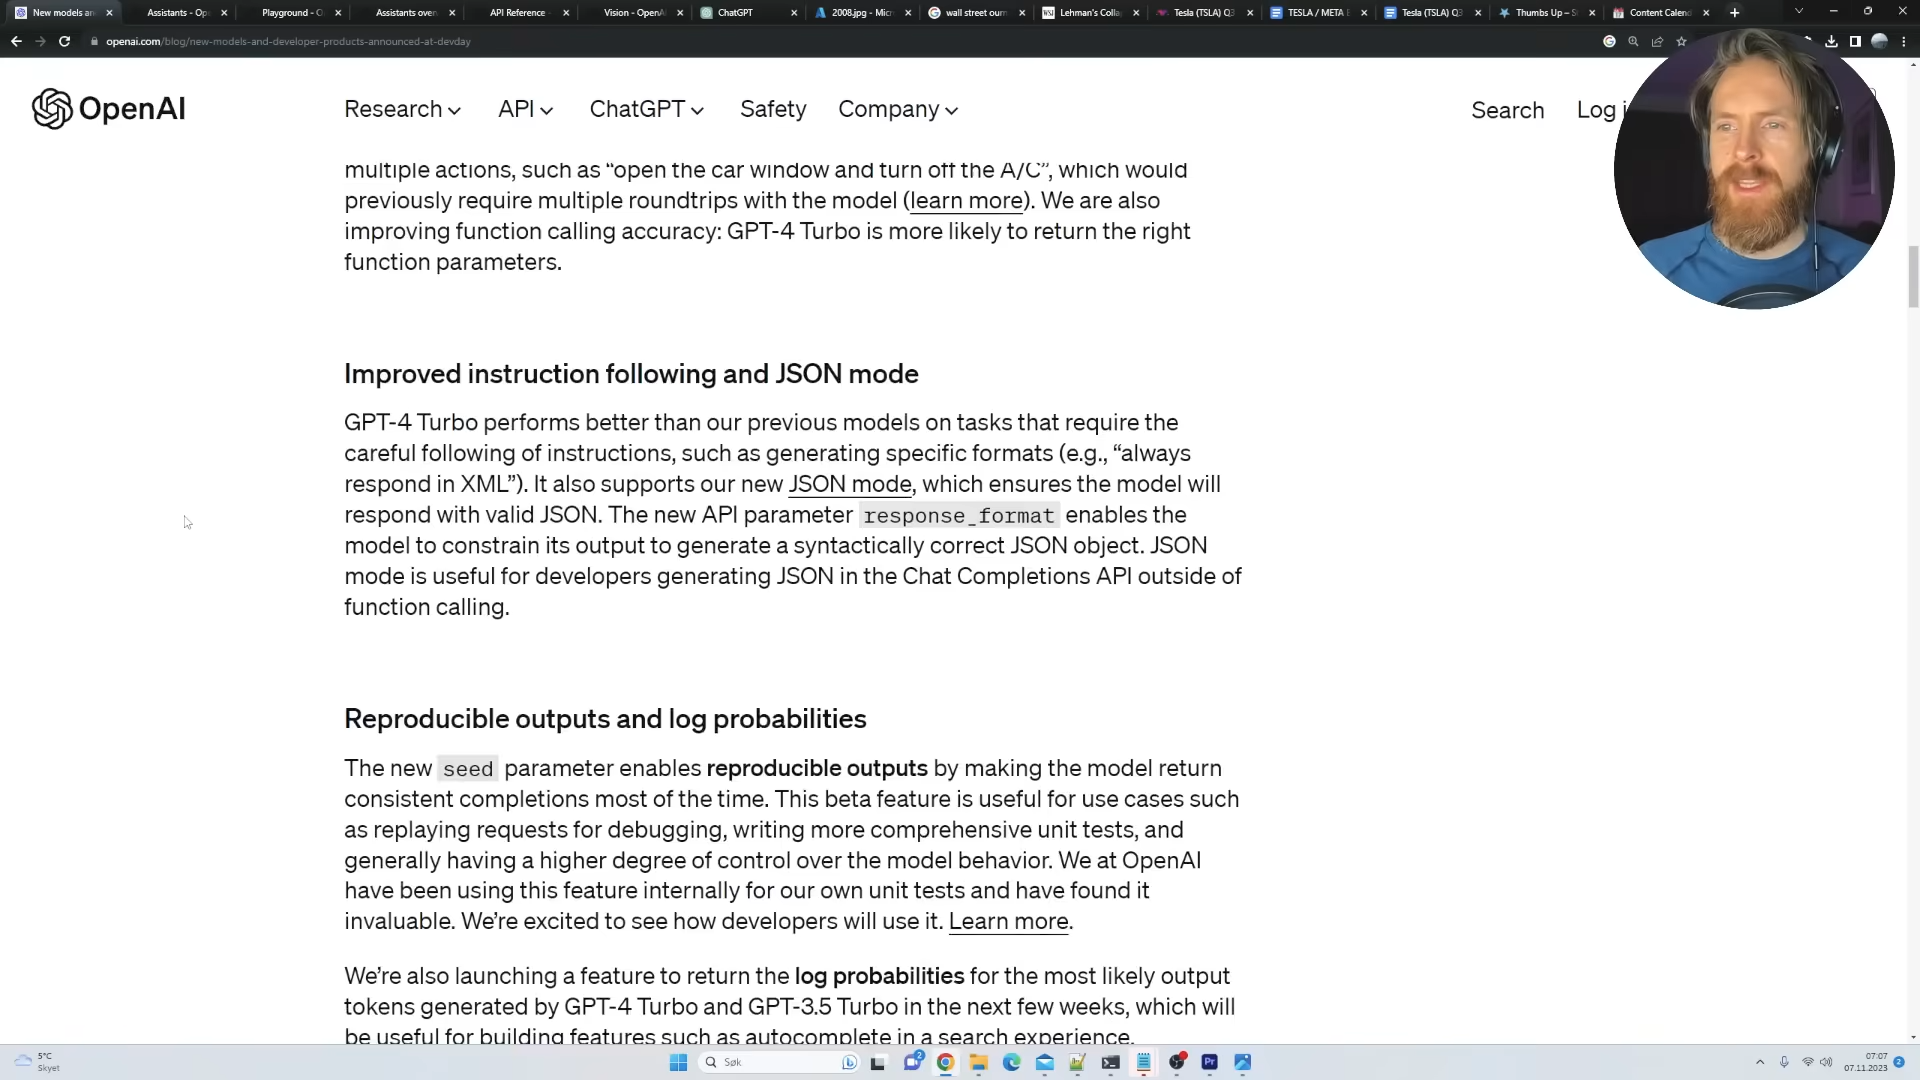 New models an
Assistants - Op
Playground - O
Assistants over
API Reference -
Vision - OpenAI
ChatGPT
2008.jpg - Micr
wall street our
Lehman's Colla
Tesla (TSLA) Q3
TESLA / META E
Tesla (TSLA) Q3
Thumbs Up – S
Content Calend
openai.com/blog/new-models-and-developer-products-announced-at-devday
OpenAI
Research
API
ChatGPT
Safety
Company
Search
Log i
multiple actions, such as “open the car window and turn off the A/C”, which would
previously require multiple roundtrips with the model (learn more). We are also
improving function calling accuracy: GPT-4 Turbo is more likely to return the right
function parameters.
Improved instruction following and JSON mode
GPT-4 Turbo performs better than our previous models on tasks that require the
careful following of instructions, such as generating specific formats (e.g., “always
respond in XML”). It also supports our new JSON mode, which ensures the model will
respond with valid JSON. The new API parameter response_format enables the
model to constrain its output to generate a syntactically correct JSON object. JSON
mode is useful for developers generating JSON in the Chat Completions API outside of
function calling.
Reproducible outputs and log probabilities
The new seed parameter enables reproducible outputs by making the model return
consistent completions most of the time. This beta feature is useful for use cases such
as replaying requests for debugging, writing more comprehensive unit tests, and
generally having a higher degree of control over the model behavior. We at OpenAI
have been using this feature internally for our own unit tests and have found it
invaluable. We’re excited to see how developers will use it. Learn more.
We’re also launching a feature to return the log probabilities for the most likely output
tokens generated by GPT-4 Turbo and GPT-3.5 Turbo in the next few weeks, which will
be useful for building features such as autocomplete in a search experience.
5°C
Skyet
Søk
07:07
07.11.2023